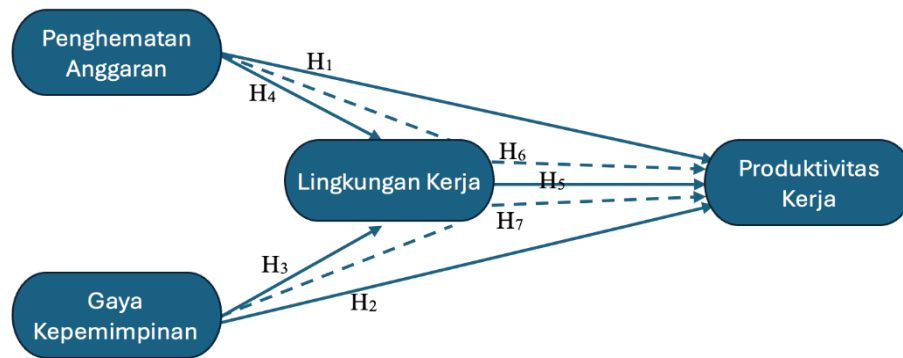 Penghematan
Anggaran
H₁
H₄
Lingkungan Kerja
H₆
H₅
H₇
Produktivitas
Kerja
H₃
H₂
Gaya
Kepemimpinan